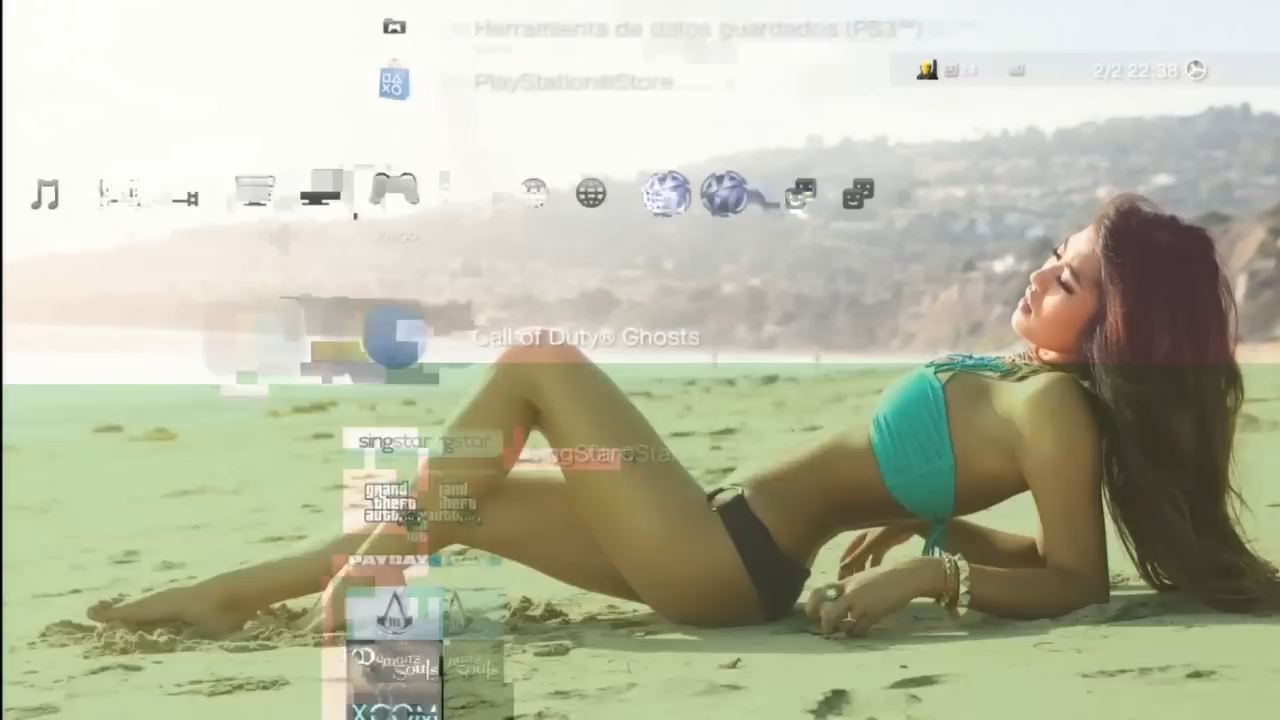 Herramienta de datos guardados (PS3™)
PlayStation®Store
2/2 22:38
Juego
Call of Duty® Ghosts
singstar
grand
theft
auto
PAYDAY
Demon's
Souls
XCOM